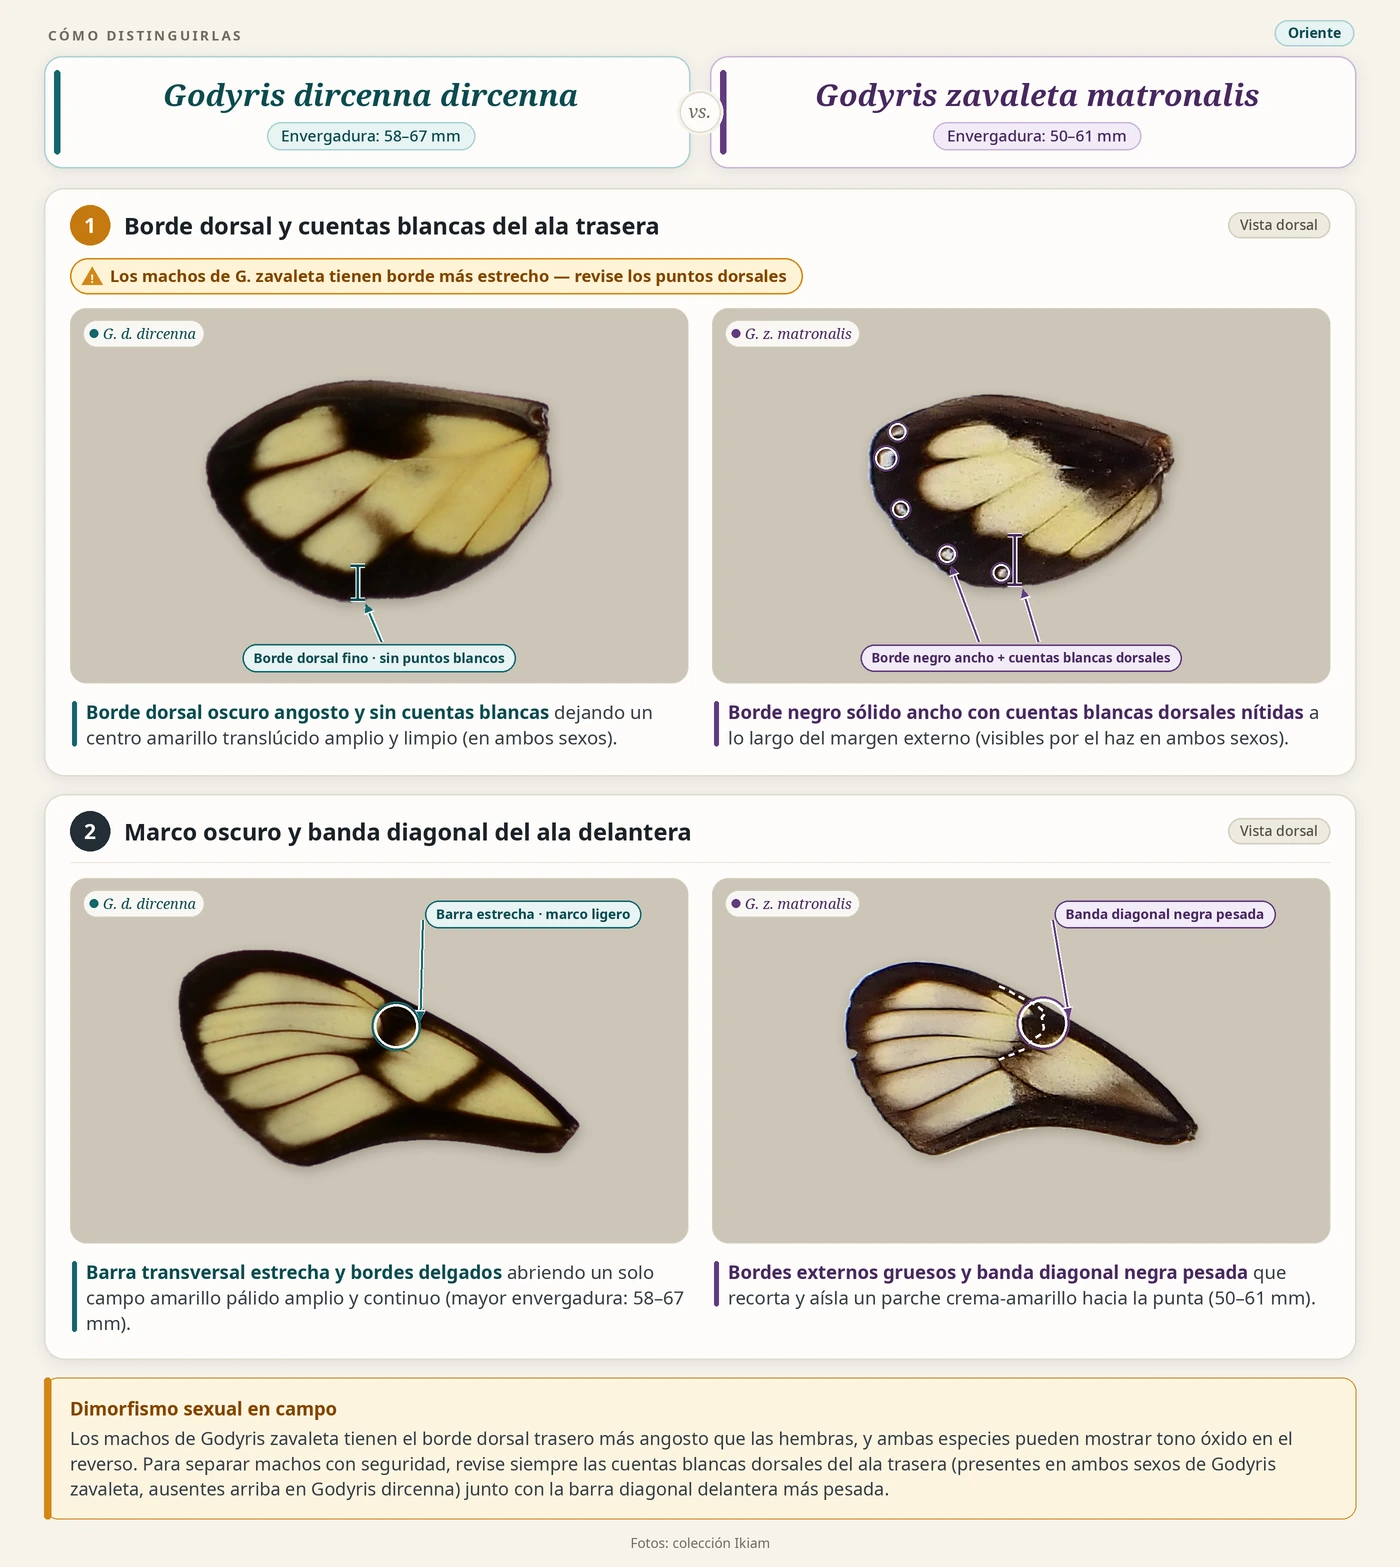 CÓMO DISTINGUIRLAS
Oriente
Godyris dircenna dircenna
Envergadura: 58–67 mm
vs.
Godyris zavaleta matronalis
Envergadura: 50–61 mm
1
Borde dorsal y cuentas blancas del ala trasera
Vista dorsal
Los machos de G. zavaleta tienen borde más estrecho — revise los puntos dorsales
G. d. dircenna
Borde dorsal fino · sin puntos blancos
G. z. matronalis
Borde negro ancho + cuentas blancas dorsales
Borde dorsal oscuro angosto y sin cuentas blancas dejando un
centro amarillo translúcido amplio y limpio (en ambos sexos).
Borde negro sólido ancho con cuentas blancas dorsales nítidas a
lo largo del margen externo (visibles por el haz en ambos sexos).
2
Marco oscuro y banda diagonal del ala delantera
Vista dorsal
G. d. dircenna
Barra estrecha · marco ligero
G. z. matronalis
Banda diagonal negra pesada
Barra transversal estrecha y bordes delgados abriendo un solo
campo amarillo pálido amplio y continuo (mayor envergadura: 58–67
mm).
Bordes externos gruesos y banda diagonal negra pesada que
recorta y aísla un parche crema-amarillo hacia la punta (50–61 mm).
Dimorfismo sexual en campo
Los machos de Godyris zavaleta tienen el borde dorsal trasero más angosto que las hembras, y ambas especies pueden mostrar tono óxido en el
reverso. Para separar machos con seguridad, revise siempre las cuentas blancas dorsales del ala trasera (presentes en ambos sexos de Godyris
zavaleta, ausentes arriba en Godyris dircenna) junto con la barra diagonal delantera más pesada.
Fotos: colección Ikiam